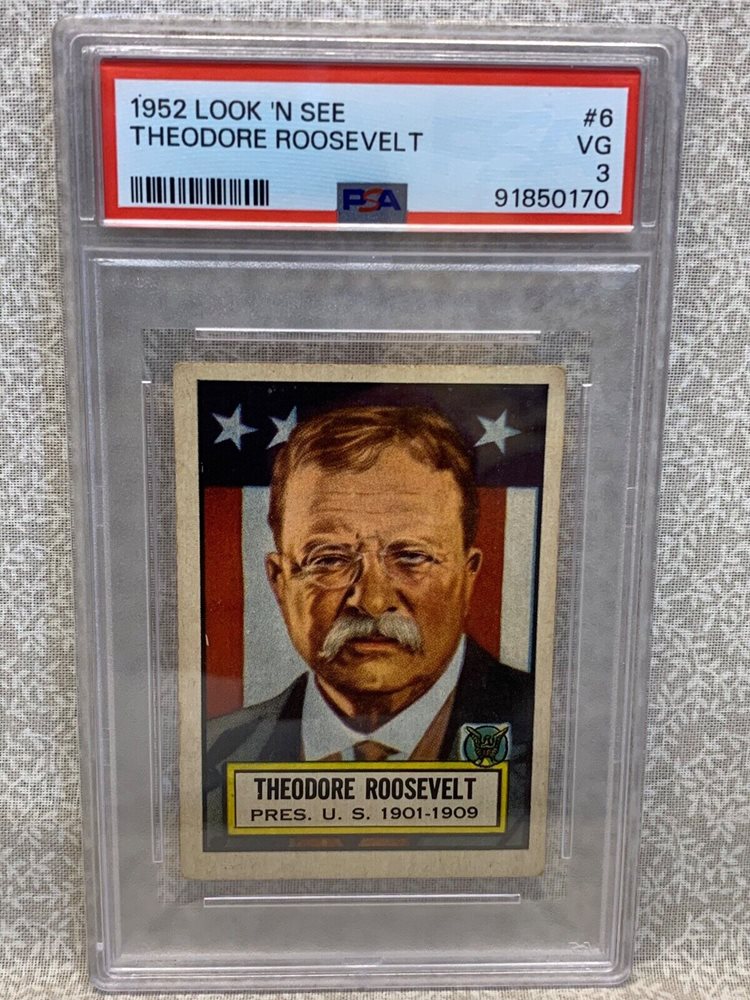 1952 LOOK 'N SEE #6
THEODORE ROOSEVELT VG
3
PSA 91850170
THEODORE ROOSEVELT
PRES. U. S. 1901-1909